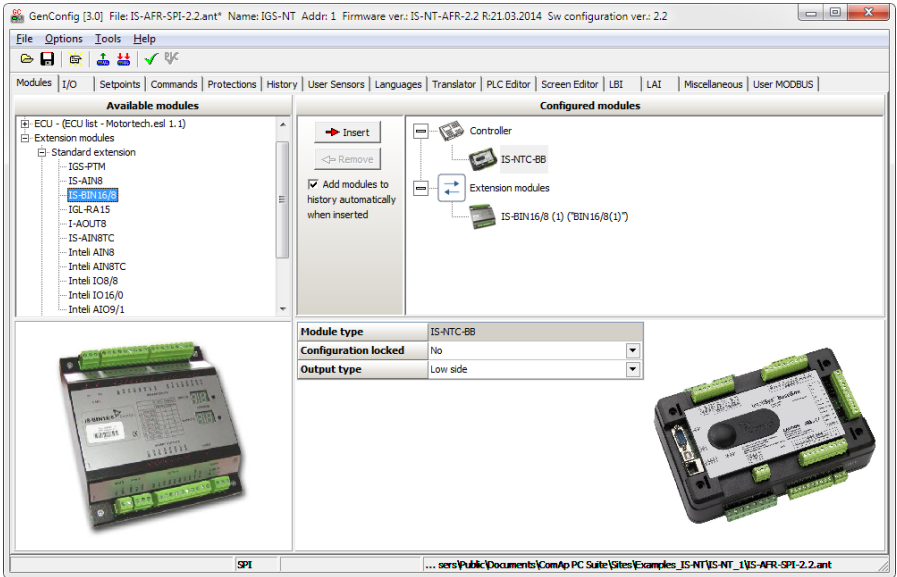 GenConfig [3.0] File: IS-AFR-SPI-2.2.ant* Name: IGS-NT Addr: 1 Firmware ver.: IS-NT-AFR-2.2 R:21.03.2014 Sw configuration ver.: 2.2
File Options Tools Help
Modules I/O Setpoints Commands Protections History User Sensors Languages Translator PLC Editor Screen Editor LBI LAI Miscellaneous User MODBUS
Available modules
ECU - (ECU list - Motortech.esl 1.1)
Extension modules
Standard extension
IGS-PTM
IS-AIN8
IS-BIN16/8
IGL-RA15
I-AOUT8
IS-AIN8TC
Inteli AIN8
Inteli AIN8TC
Inteli IO8/8
Inteli IO16/0
Inteli AIO9/1
Configured modules
Insert
Remove
Add modules to
history automatically
when inserted
Controller
IS-NTC-BB
Extension modules
IS-BIN16/8 (1) ("BIN16/8(1)")
Module type IS-NTC-BB
Configuration locked No
Output type Low side
IS-BIN16/8
SPI
... sers\Public\Documents\ComAp PC Suite\Sites\Examples_IS-NT\IS-NT_1\IS-AFR-SPI-2.2.ant